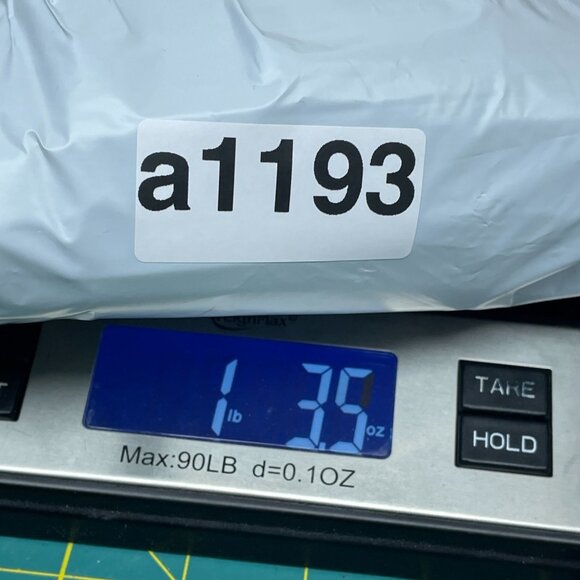 a1193
1 lb 3.5 oz
TARE
HOLD
Max:90LB d=0.1OZ